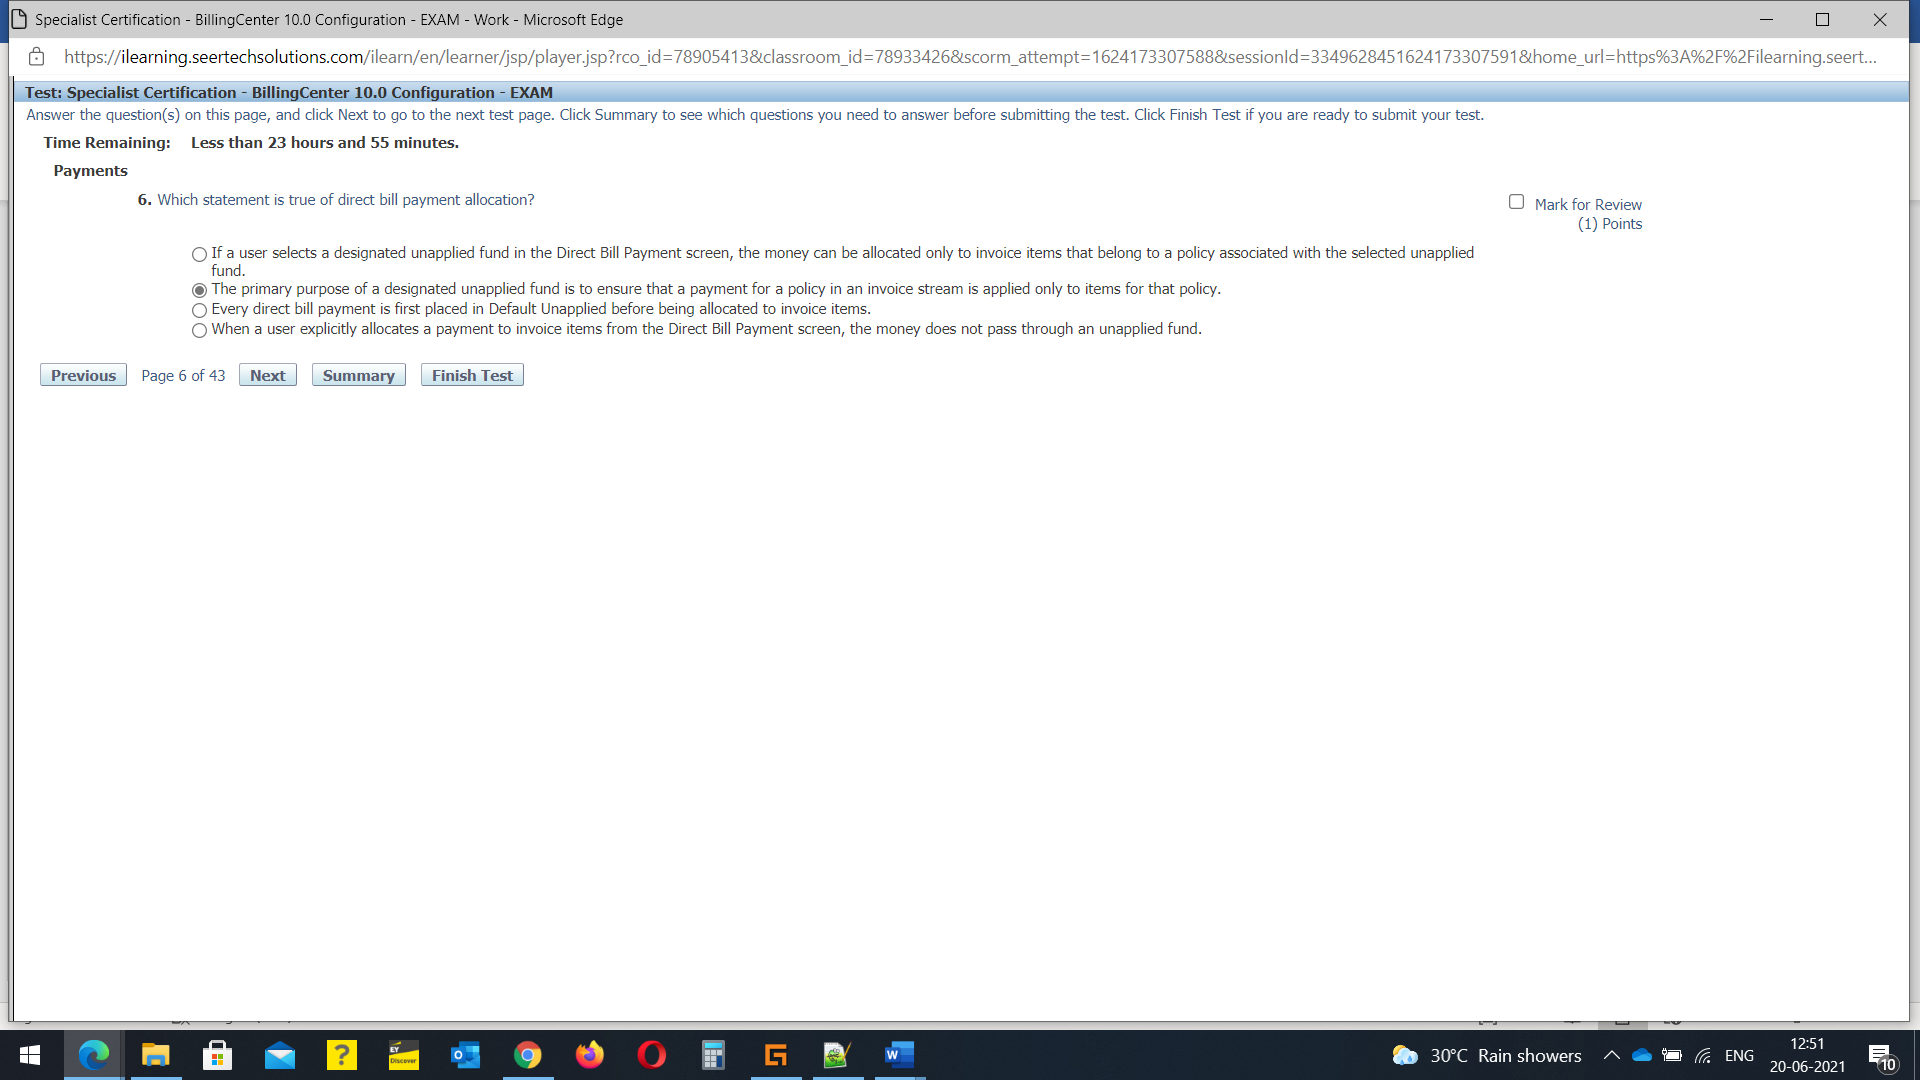 Specialist Certification - BillingCenter 10.0 Configuration - EXAM - Work - Microsoft Edge
https://ilearning.seertechsolutions.com/ilearn/en/learner/jsp/player.jsp?rco_id=78905413&classroom_id=78933426&scorm_attempt=1624173307588&sessionId=3349628451624173307591&home_url=https%3A%2F%2Filearning.seert...
Test: Specialist Certification - BillingCenter 10.0 Configuration - EXAM
Answer the question(s) on this page, and click Next to go to the next test page. Click Summary to see which questions you need to answer before submitting the test. Click Finish Test if you are ready to submit your test.
Time Remaining: Less than 23 hours and 55 minutes.
Payments
6. Which statement is true of direct bill payment allocation?
Mark for Review
(1) Points
If a user selects a designated unapplied fund in the Direct Bill Payment screen, the money can be allocated only to invoice items that belong to a policy associated with the selected unapplied
fund.
The primary purpose of a designated unapplied fund is to ensure that a payment for a policy in an invoice stream is applied only to items for that policy.
Every direct bill payment is first placed in Default Unapplied before being allocated to invoice items.
When a user explicitly allocates a payment to invoice items from the Direct Bill Payment screen, the money does not pass through an unapplied fund.
Previous Page 6 of 43 Next Summary Finish Test
?
EY
Discover
30°C Rain showers
ENG
12:51
20-06-2021
10